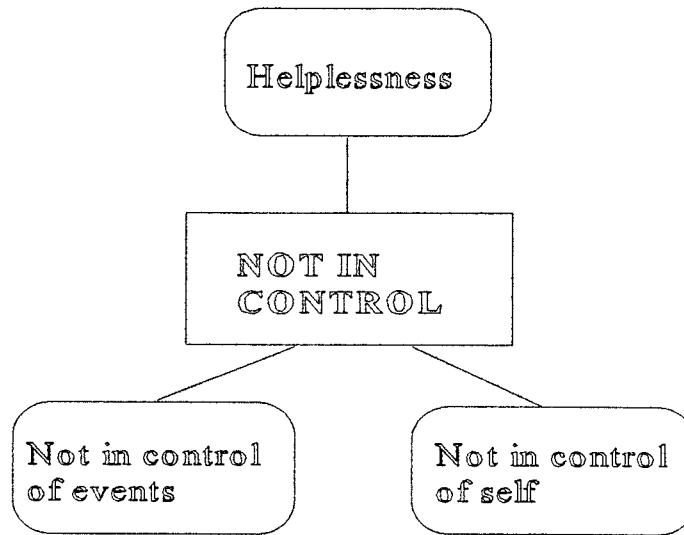 Helplessness
NOT IN
CONTROL
Not in control
of events
Not in control
of self